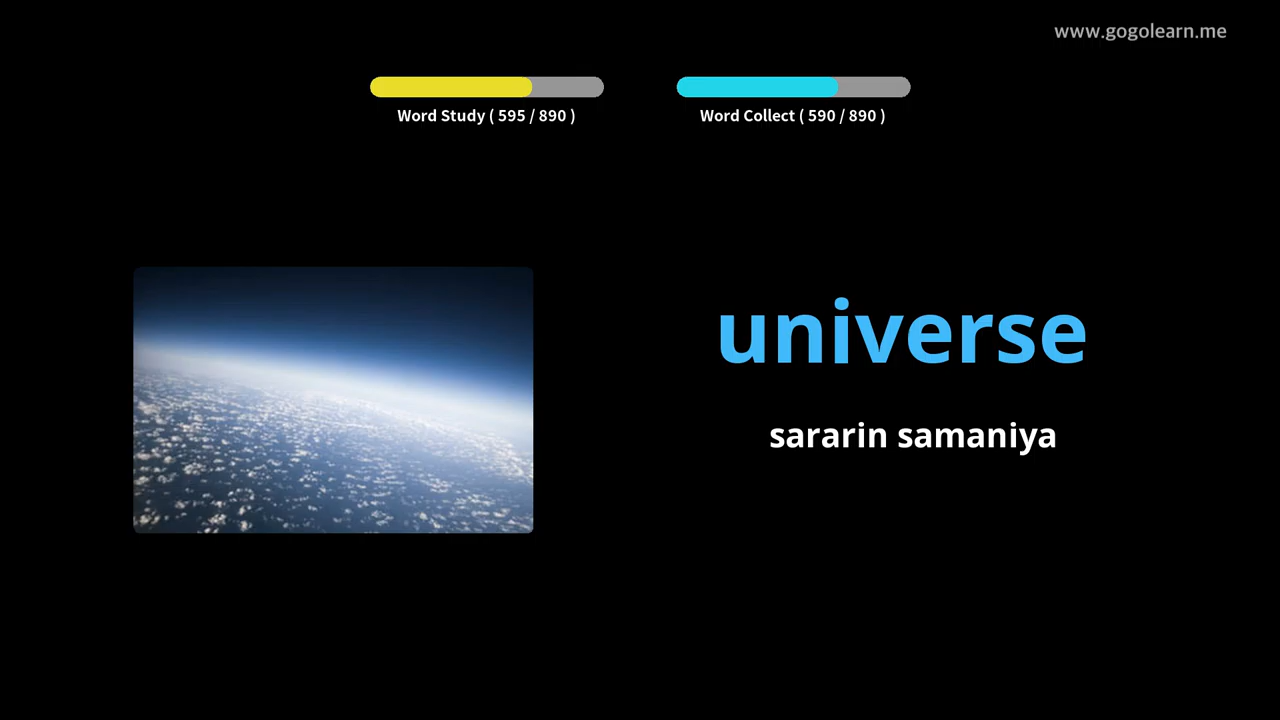 www.gogolearn.me
Word Study ( 595 / 890 )
Word Collect ( 590 / 890 )
universe
sararin samaniya